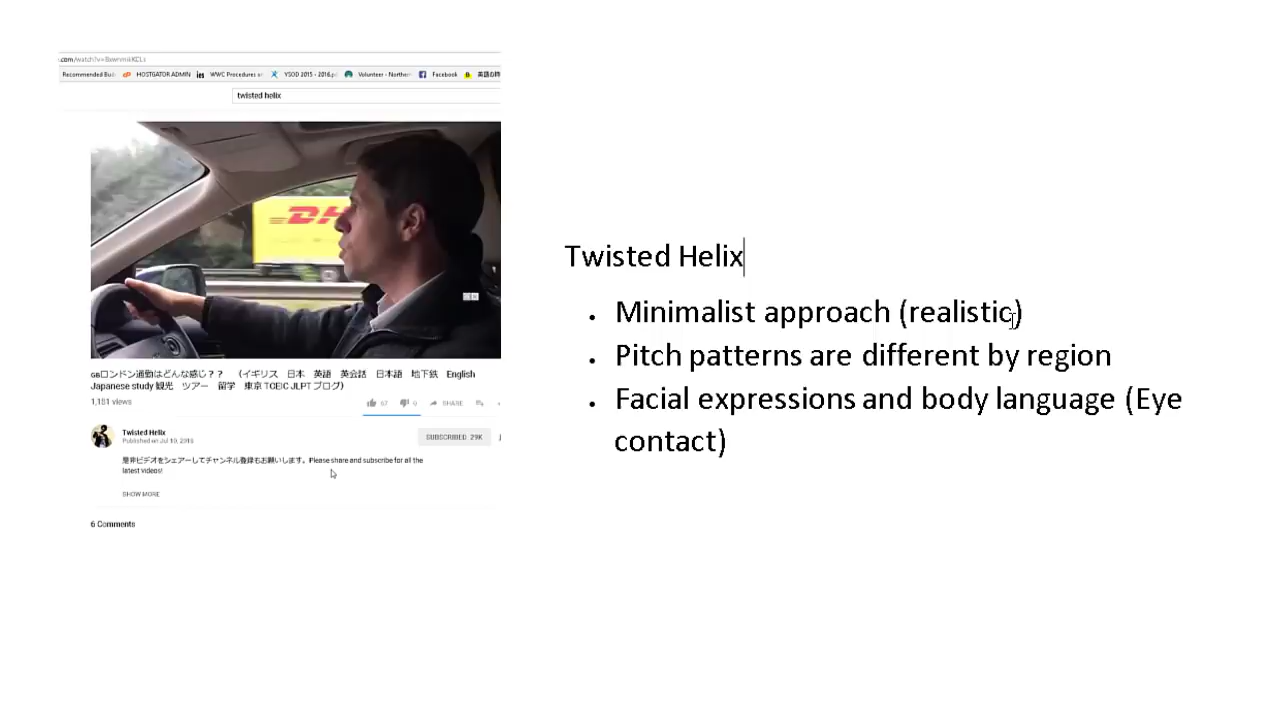 .com/watch?v=
Recommended
HOSTGATOR ADMIN
WWC Procedures
YSOD 2015 - 2016
Volunteer - Northern
Facebook
twisted helix
DH
GBロンドン通勤はどんな感じ？？ （イギリス 日本 英語 英会話 日本語 地下鉄 English
Japanese study 観光 ツアー 留学 東京 TOEIC JLPT ブログ）
1,151 views
67
0
SHARE
Twisted Helix
Published on Jul 10, 2016
SUBSCRIBED 29K
是非ビデオをシェアーしてチャンネル登録もお願いします。Please share and subscribe for all the
latest videos!
SHOW MORE
6 Comments
Twisted Helix
• Minimalist approach (realistic)
• Pitch patterns are different by region
• Facial expressions and body language (Eye
contact)